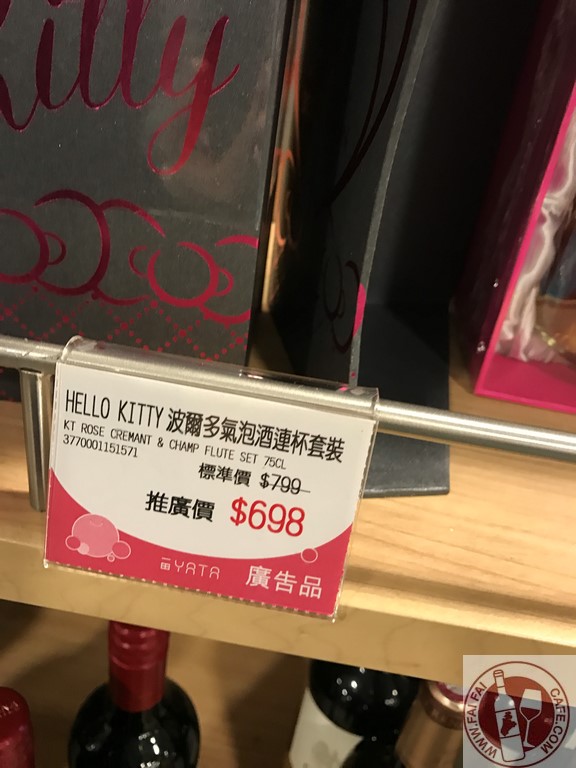 Kitty
HELLO KITTY 波爾多氣泡酒連杯套裝
KT ROSE CREMANT & CHAMP FLUTE SET 75CL
3770001151571
標準價 $799
推廣價 $698
YATA 廣告品
WWW.FAI FAI CAFE.COM